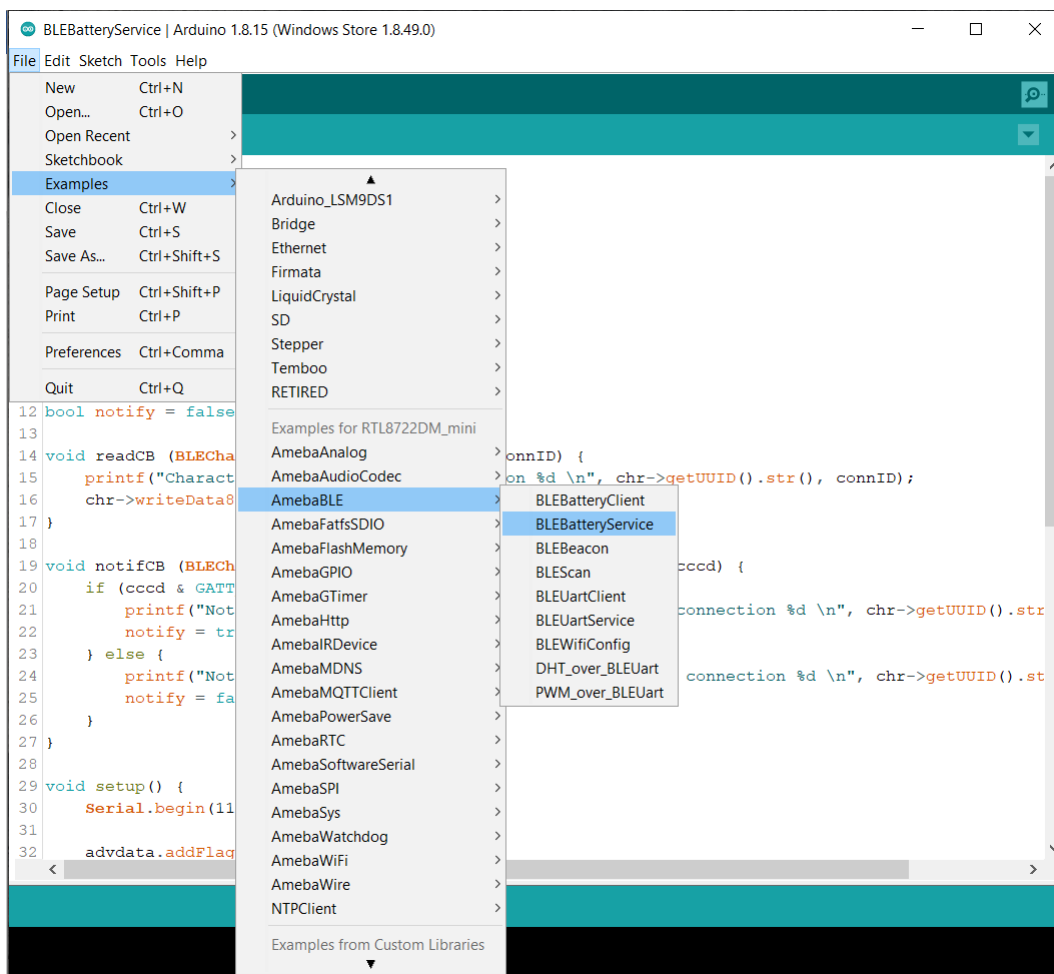 BLEBatteryService | Arduino 1.8.15 (Windows Store 1.8.49.0)
File Edit Sketch Tools Help
New Ctrl+N
Open... Ctrl+O
Open Recent
Sketchbook
Examples
Close Ctrl+W
Save Ctrl+S
Save As... Ctrl+Shift+S
Page Setup Ctrl+Shift+P
Print Ctrl+P
Preferences Ctrl+Comma
Quit Ctrl+Q
Arduino_LSM9DS1
Bridge
Ethernet
Firmata
LiquidCrystal
SD
Stepper
Temboo
RETIRED
Examples for RTL8722DM_mini
AmebaAnalog
AmebaAudioCodec
AmebaBLE
AmebaFatfsSDIO
AmebaFlashMemory
AmebaGPIO
AmebaGTimer
AmebaHttp
AmebaIRDevice
AmebaMDNS
AmebaMQTTClient
AmebaPowerSave
AmebaRTC
AmebaSoftwareSerial
AmebaSPI
AmebaSys
AmebaWatchdog
AmebaWiFi
AmebaWire
NTPClient
Examples from Custom Libraries
BLEBatteryClient
BLEBatteryService
BLEBeacon
BLEScan
BLEUartClient
BLEUartService
BLEWifiConfig
DHT_over_BLEUart
PWM_over_BLEUart
12 bool notify = false
13
14 void readCB (BLECha onnID) {
15 printf("Charact on %d \n", chr->getUUID().str(), connID);
16 chr->writeData8
17 }
18
19 void notifCB (BLECh cccd) {
20 if (cccd & GATT
21 printf("Not connection %d \n", chr->getUUID().str
22 notify = tr
23 } else {
24 printf("Not connection %d \n", chr->getUUID().st
25 notify = fa
26 }
27 }
28
29 void setup() {
30 Serial.begin(11
31
32 advdata.addFlag